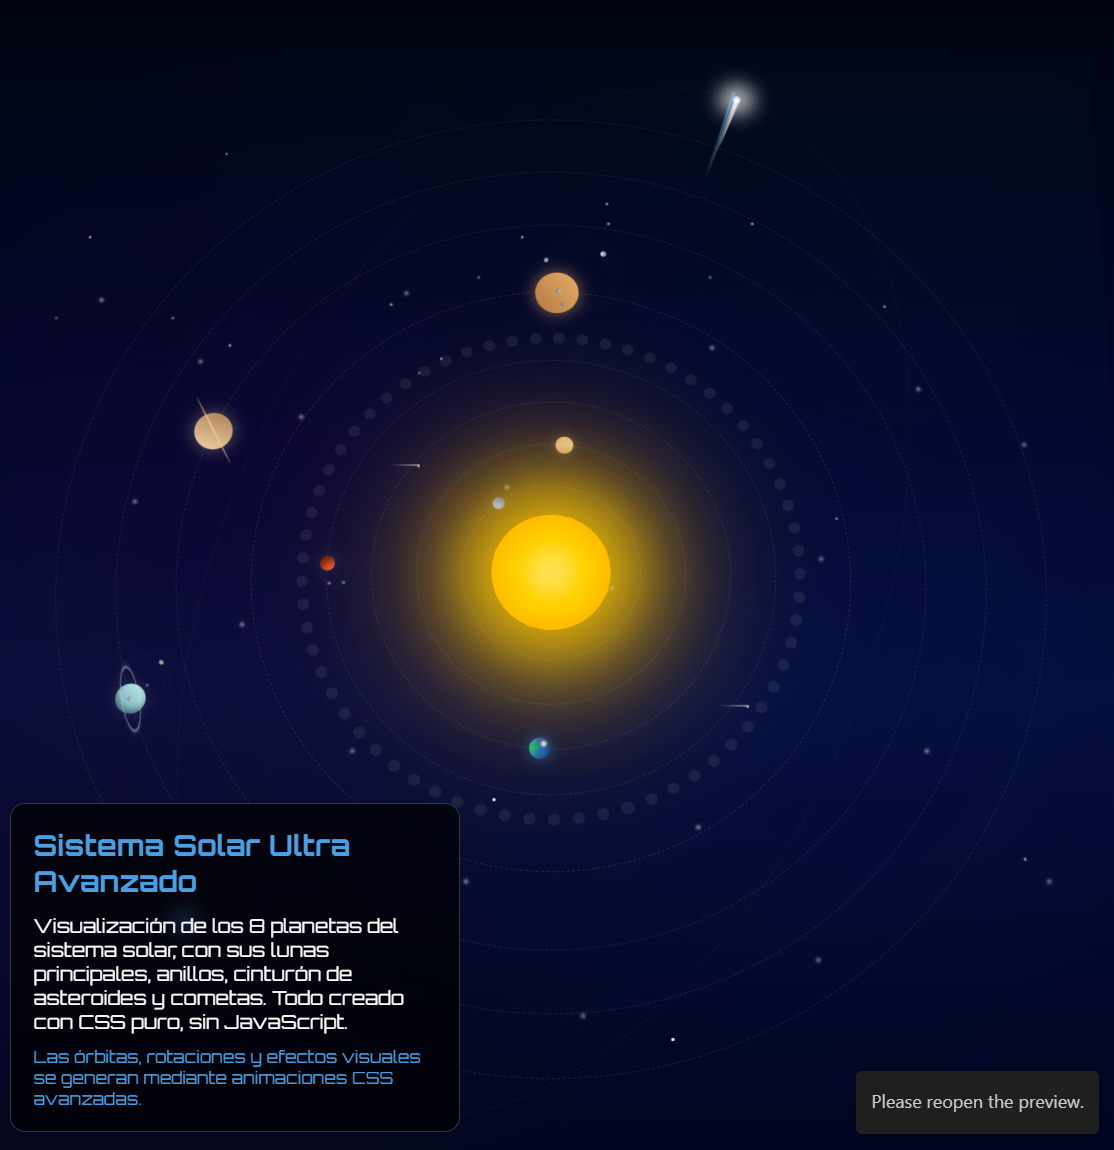 Sistema Solar Ultra
Avanzado
Visualización de los 8 planetas del
sistema solar, con sus lunas
principales, anillos, cinturón de
asteroides y cometas. Todo creado
con CSS puro, sin JavaScript.
Las órbitas, rotaciones y efectos visuales
se generan mediante animaciones CSS
avanzadas.
Please reopen the preview.